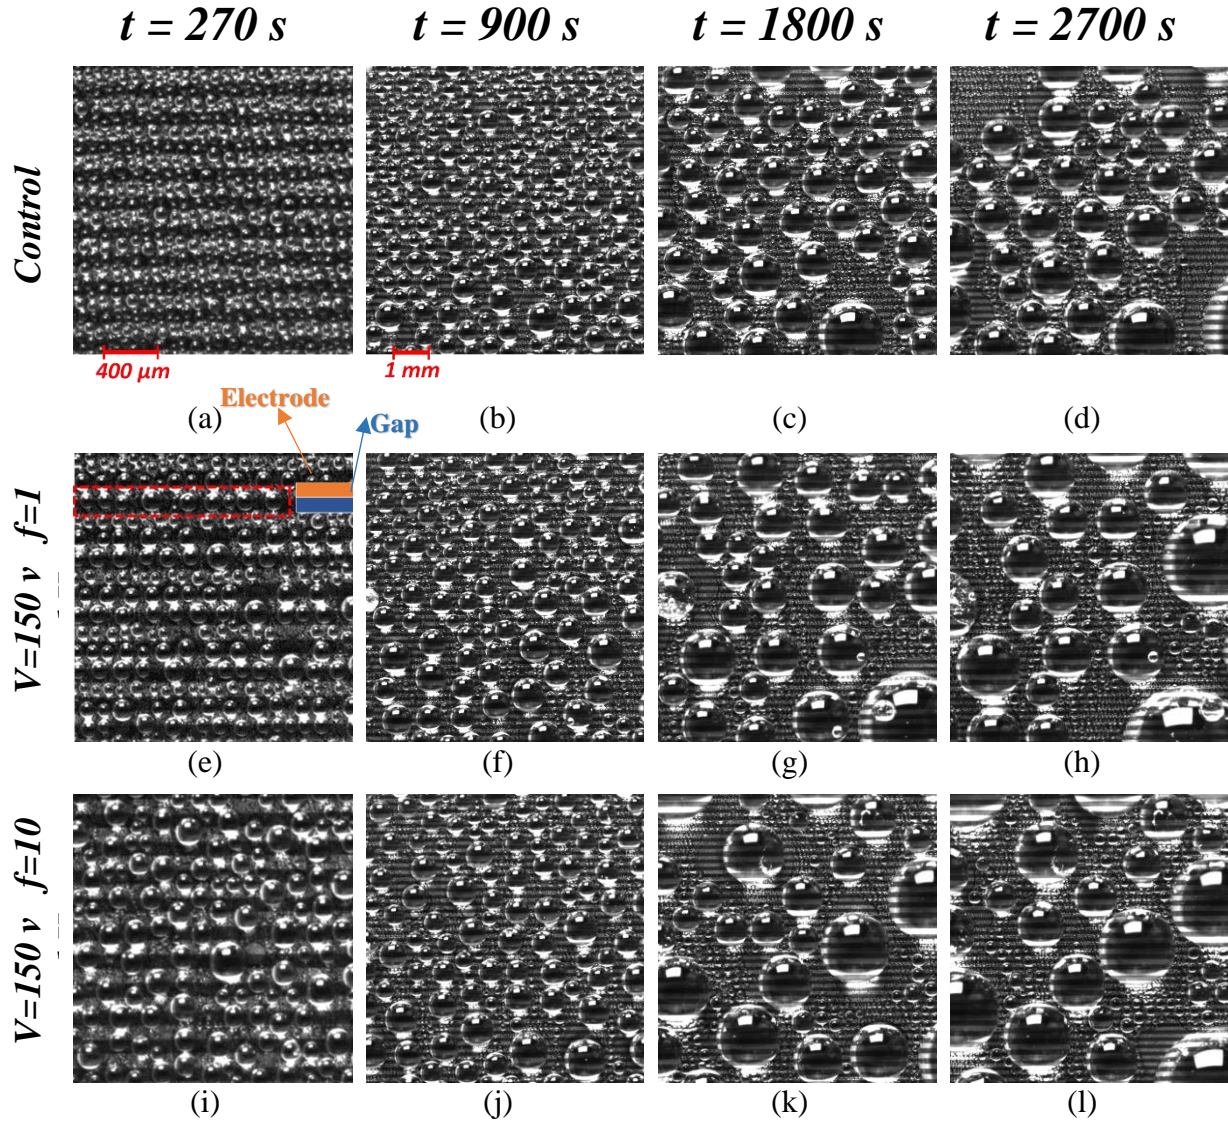 t = 270 s t = 900 s t = 1800 s t = 2700 s
Control
400 µm
1 mm
(a) (b) (c) (d)
Electrode
Gap
V=150 v f=1
(e) (f) (g) (h)
V=150 v f=10
(i) (j) (k) (l)